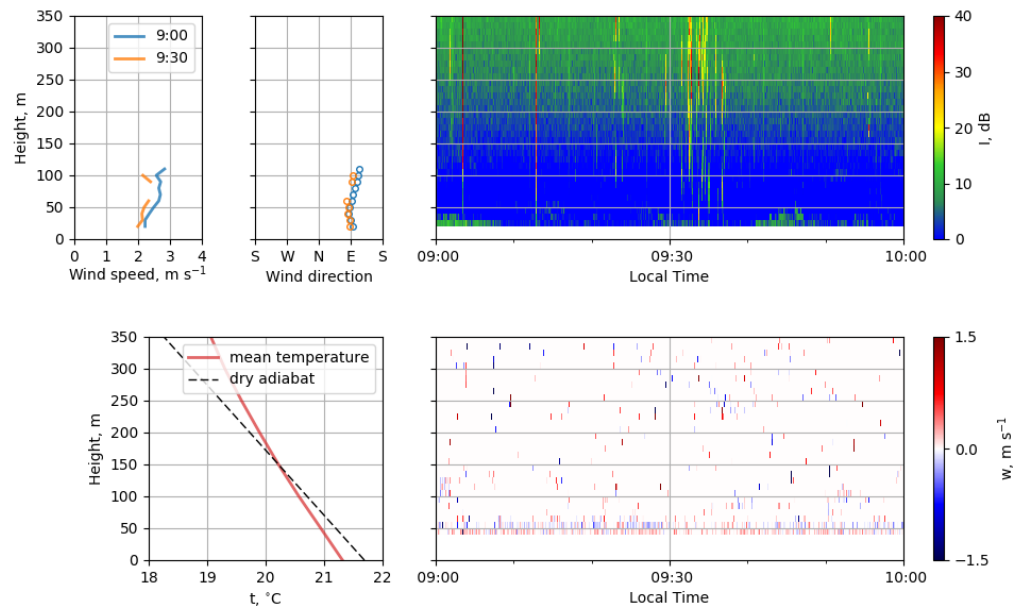 350
300
250
200
150
100
50
0
Height, m
9:00
9:30
0 1 2 3 4
Wind speed, m s⁻¹
S W N E S
Wind direction
09:00 09:30 10:00
Local Time
40
30
20
10
0
I, dB
350
300
250
200
150
100
50
0
Height, m
mean temperature
dry adiabat
18 19 20 21 22
t, ˚C
09:00 09:30 10:00
Local Time
1.5
0.0
−1.5
w, m s⁻¹